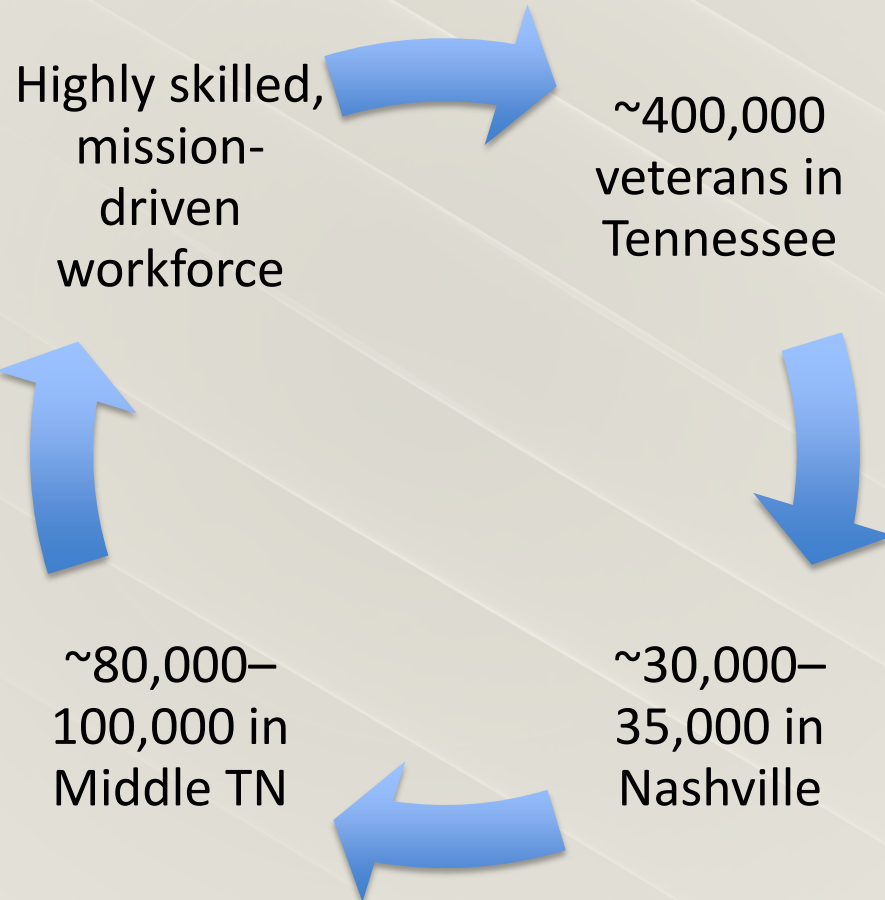 Highly skilled,
mission-
driven
workforce
~400,000
veterans in
Tennessee
~30,000–
35,000 in
Nashville
~80,000–
100,000 in
Middle TN